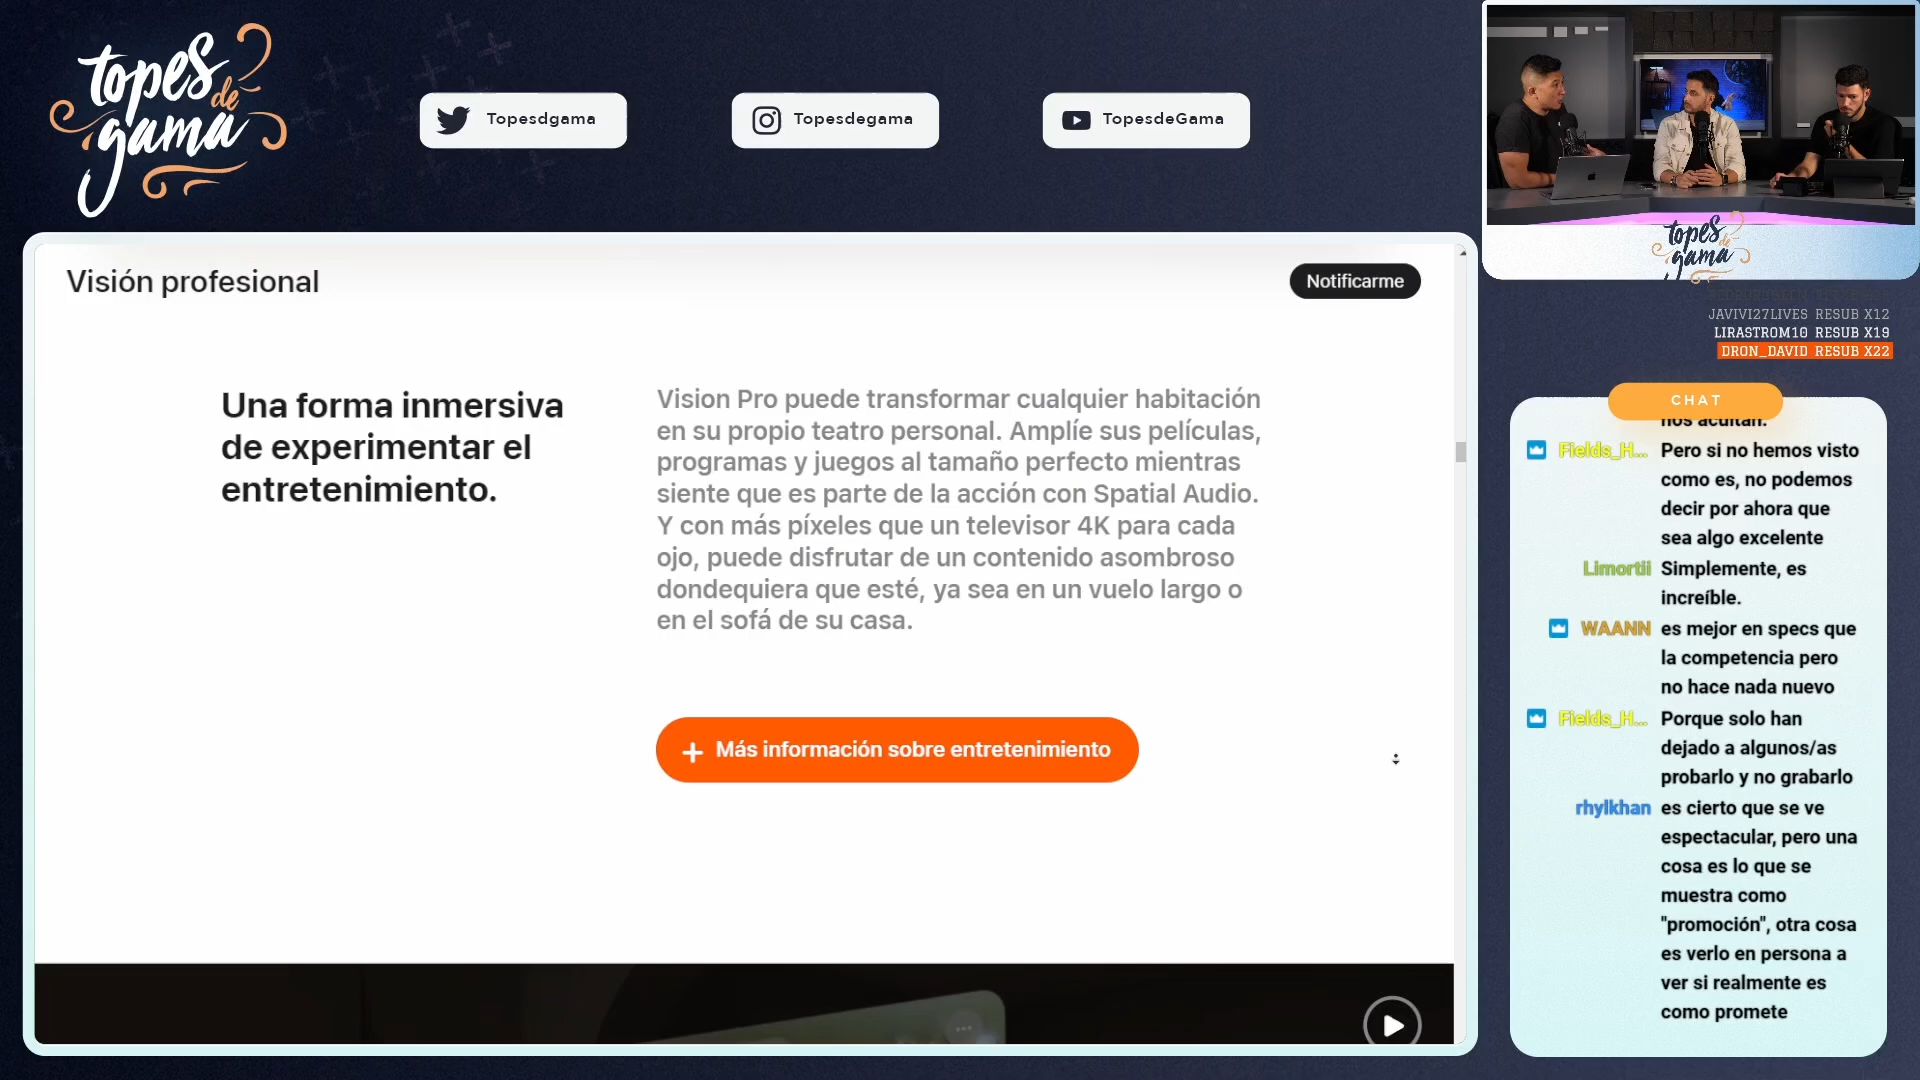 topes
de
gama
Topesdgama
Topesdegama
TopesdeGama
Visión profesional
Notificarme
Una forma inmersiva
de experimentar el
entretenimiento.
Vision Pro puede transformar cualquier habitación
en su propio teatro personal. Amplíe sus películas,
programas y juegos al tamaño perfecto mientras
siente que es parte de la acción con Spatial Audio.
Y con más píxeles que un televisor 4K para cada
ojo, puede disfrutar de un contenido asombroso
dondequiera que esté, ya sea en un vuelo largo o
en el sofá de su casa.
+ Más información sobre entretenimiento
topes
de
gama
JAVIVI27LIVES RESUB X12
LIRASTROM10 RESUB X19
DRON_DAVID RESUB X22
CHAT
nos acultan.
Fields_H... Pero si no hemos visto
como es, no podemos
decir por ahora que
sea algo excelente
Limortii Simplemente, es
increíble.
WAANN es mejor en specs que
la competencia pero
no hace nada nuevo
Fields_H... Porque solo han
dejado a algunos/as
probarlo y no grabarlo
rhylkhan es cierto que se ve
espectacular, pero una
cosa es lo que se
muestra como
"promoción", otra cosa
es verlo en persona a
ver si realmente es
como promete